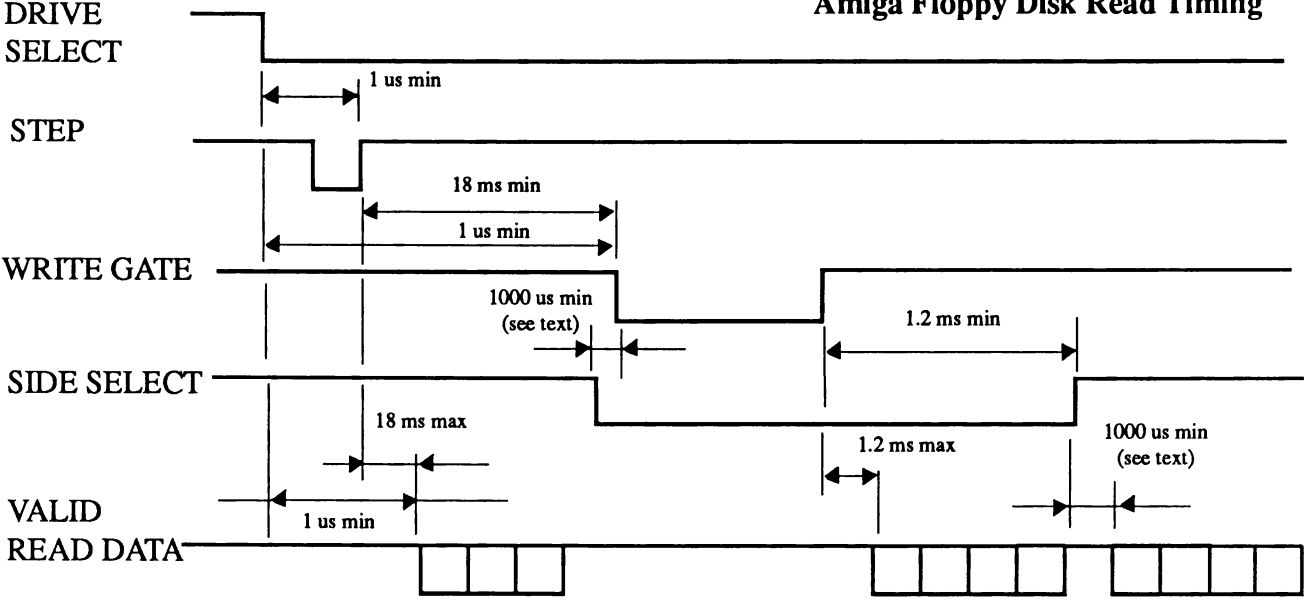 Amiga Floppy Disk Read Timing
DRIVE
SELECT
1 us min
STEP
18 ms min
1 us min
WRITE GATE
1000 us min
(see text)
1.2 ms min
SIDE SELECT
18 ms max
1.2 ms max
1000 us min
(see text)
1 us min
VALID
READ DATA